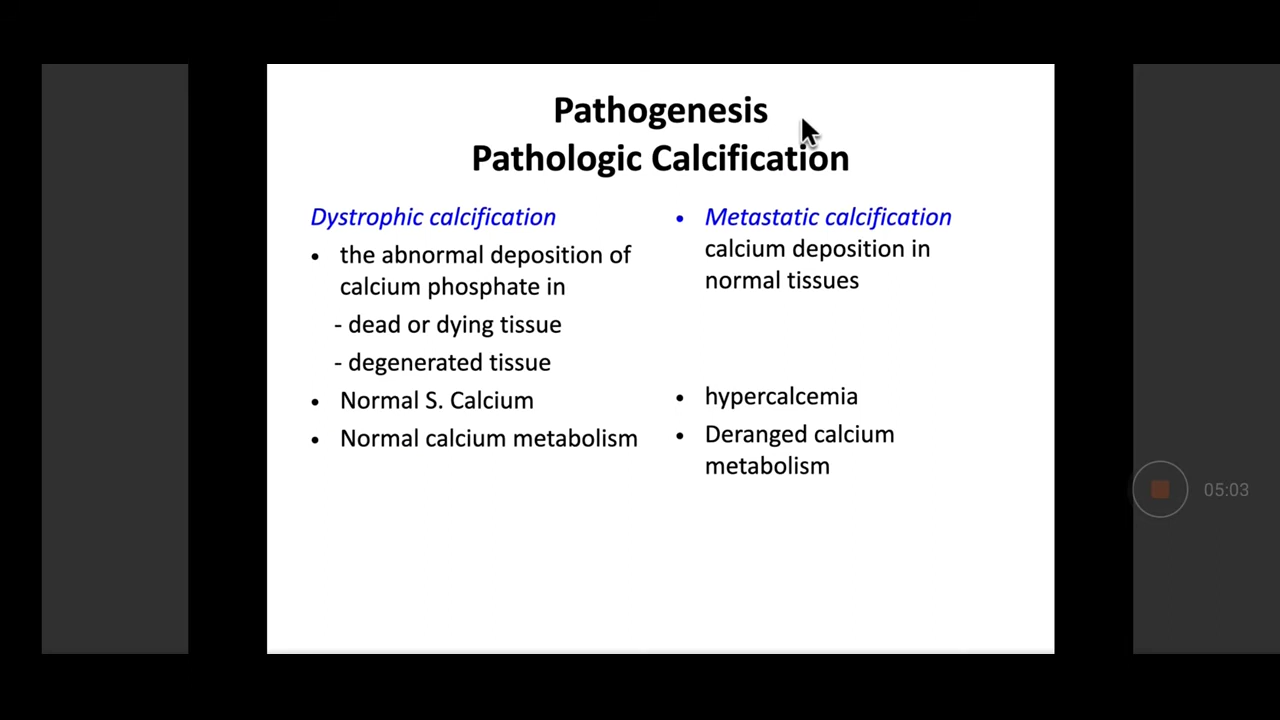 Pathogenesis
Pathologic Calcification
Dystrophic calcification
• the abnormal deposition of
calcium phosphate in
- dead or dying tissue
- degenerated tissue
• Normal S. Calcium
• Normal calcium metabolism
• Metastatic calcification
calcium deposition in
normal tissues
• hypercalcemia
• Deranged calcium
metabolism
05:03